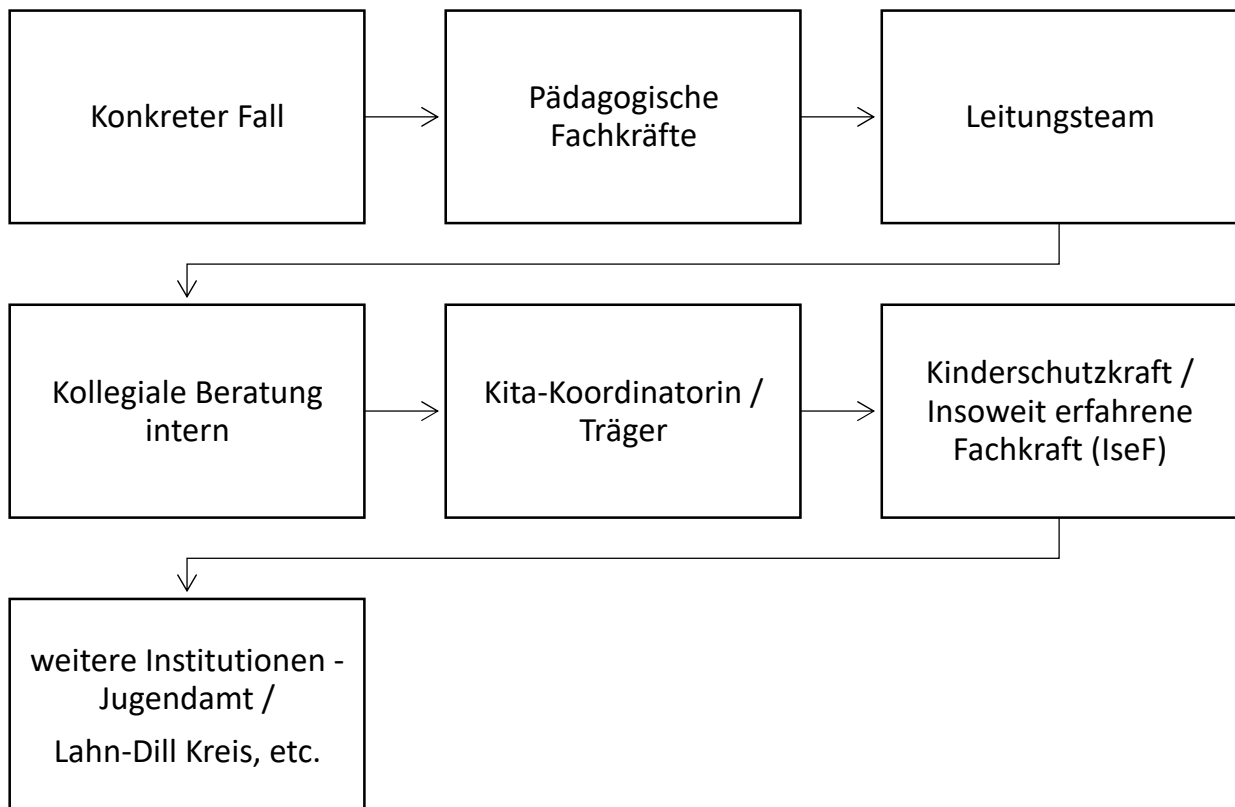 Konkreter Fall
Pädagogische
Fachkräfte
Leitungsteam
Kollegiale Beratung
intern
Kita-Koordinatorin /
Träger
Kinderschutzkraft /
Insoweit erfahrene
Fachkraft (IseF)
weitere Institutionen -
Jugendamt /
Lahn-Dill Kreis, etc.